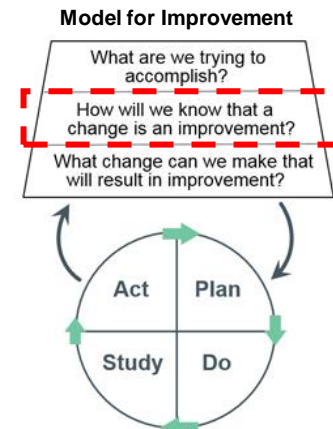 Model for Improvement
What are we trying to
accomplish?
How will we know that a
change is an improvement?
What change can we make that
will result in improvement?
Act
Plan
Study
Do